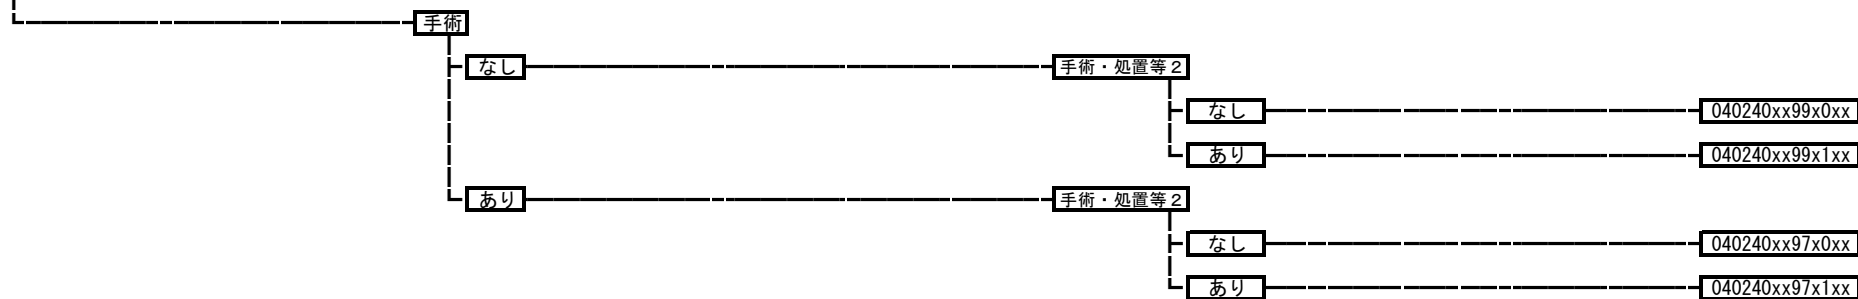 手術
なし 手術・処置等２
なし 040240xx99x0xx
あり 040240xx99x1xx
あり 手術・処置等２
なし 040240xx97x0xx
あり 040240xx97x1xx